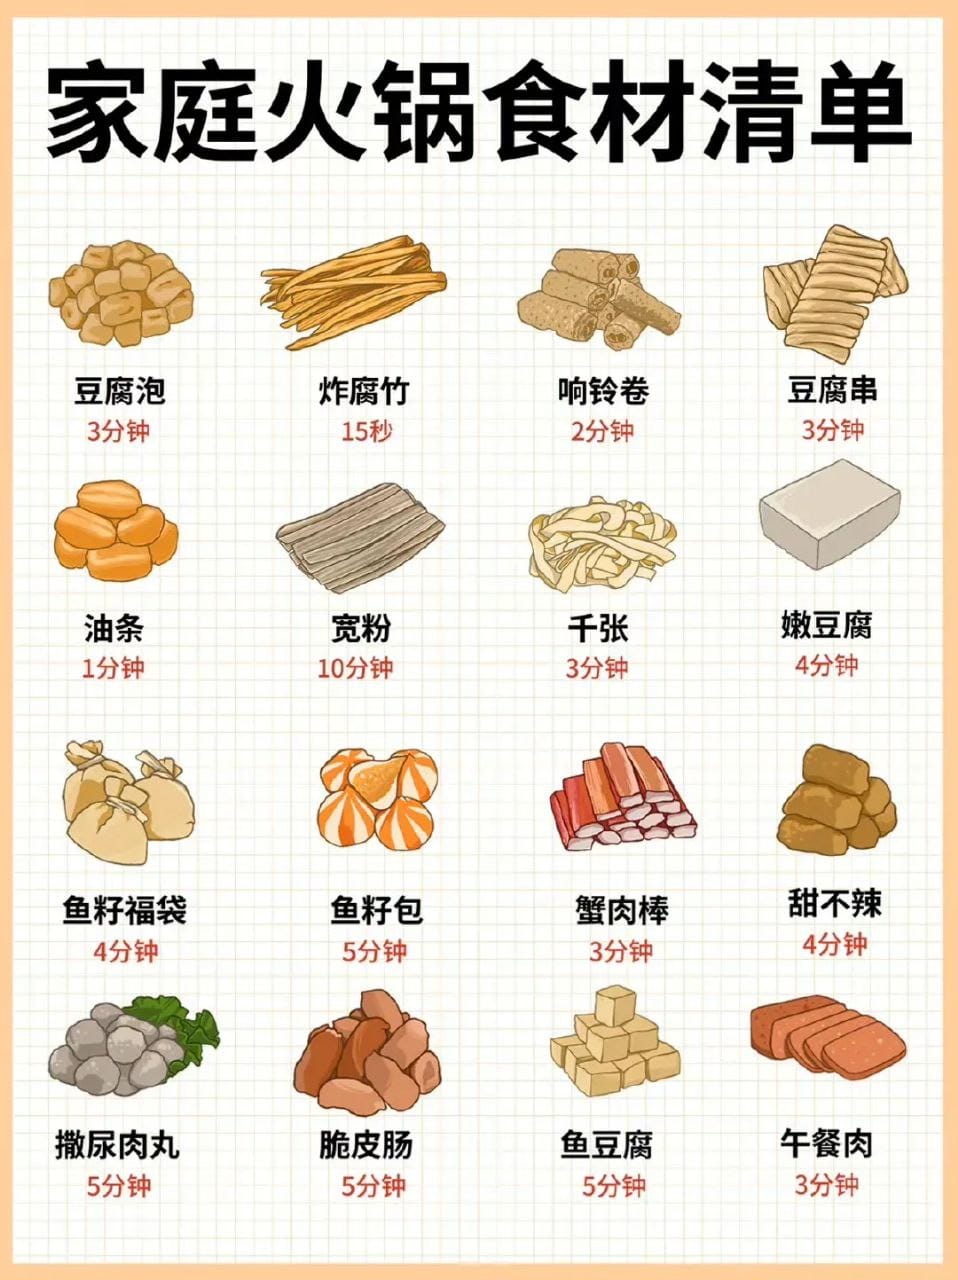 家庭火锅食材清单
豆腐泡
炸腐竹
响铃卷
豆腐串
3分钟
15秒
2分钟
3分钟
油条
宽粉
千张
嫩豆腐
1分钟
10分钟
3分钟
4分钟
鱼籽福袋
鱼籽包
蟹肉棒
甜不辣
4分钟
5分钟
3分钟
4分钟
撒尿肉丸
脆皮肠
鱼豆腐
午餐肉
5分钟
5分钟
5分钟
3分钟